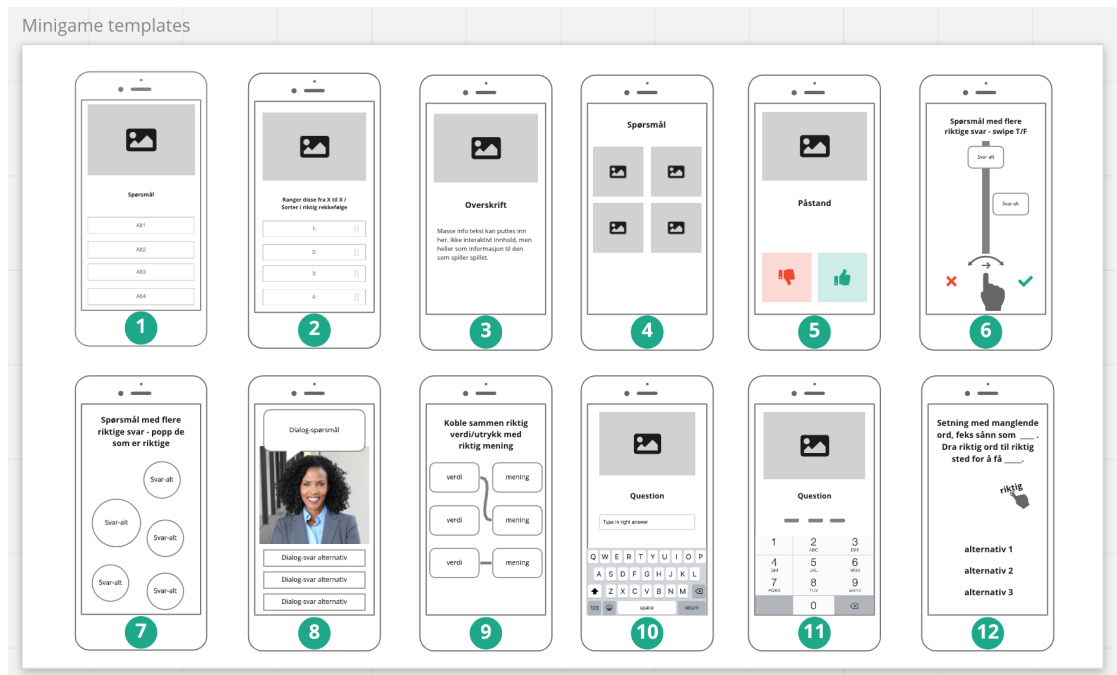 Minigame templates
Spørsmål
Alt1
Alt2
Alt3
Alt4
1
Ranger disse fra X til X /
Sorter i riktig rekkefølge
1:
2:
3:
4:
2
Overskrift
Masse info tekst kan puttes inn
her. Ikke interaktivt innhold, men
heller som informasjon til den
som spiller spillet.
3
Spørsmål
4
Påstand
5
Spørsmål med flere
riktige svar - swipe T/F
Svar-alt
Svar-alt
6
Spørsmål med flere
riktige svar - popp de
som er riktige
Svar-alt
Svar-alt
Svar-alt
Svar-alt
Svar-alt
7
Dialog-spørsmål
Dialog-svar alternativ
Dialog-svar alternativ
Dialog-svar alternativ
8
Koble sammen riktig
verdi/utrykk med
riktig mening
verdi mening
verdi mening
verdi mening
9
Question
Type in right answer
Q W E R T Y U I O P
A S D F G H J K L
Z X C V B N M
123 space return
10
Question
1 2 3
ABC DEF
4 5 6
GHI JKL MNO
7 8 9
PQRS TUV WXYZ
0
11
Setning med manglende
ord, feks sånn som ____ .
Dra riktig ord til riktig
sted for å få ____.
riktig
alternativ 1
alternativ 2
alternativ 3
12